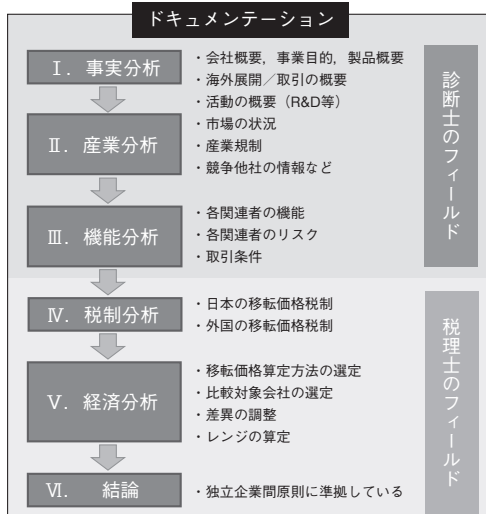 ドキュメンテーション
Ⅰ．事実分析
・会社概要，事業目的，製品概要
・海外展開／取引の概要
・活動の概要（R&D等）
Ⅱ．産業分析
・市場の状況
・産業規制
・競争他社の情報など
Ⅲ．機能分析
・各関連者の機能
・各関連者のリスク
・取引条件
診断士のフィールド
Ⅳ．税制分析
・日本の移転価格税制
・外国の移転価格税制
Ⅴ．経済分析
・移転価格算定方法の選定
・比較対象会社の選定
・差異の調整
・レンジの算定
Ⅵ．結論
・独立企業間原則に準拠している
税理士のフィールド